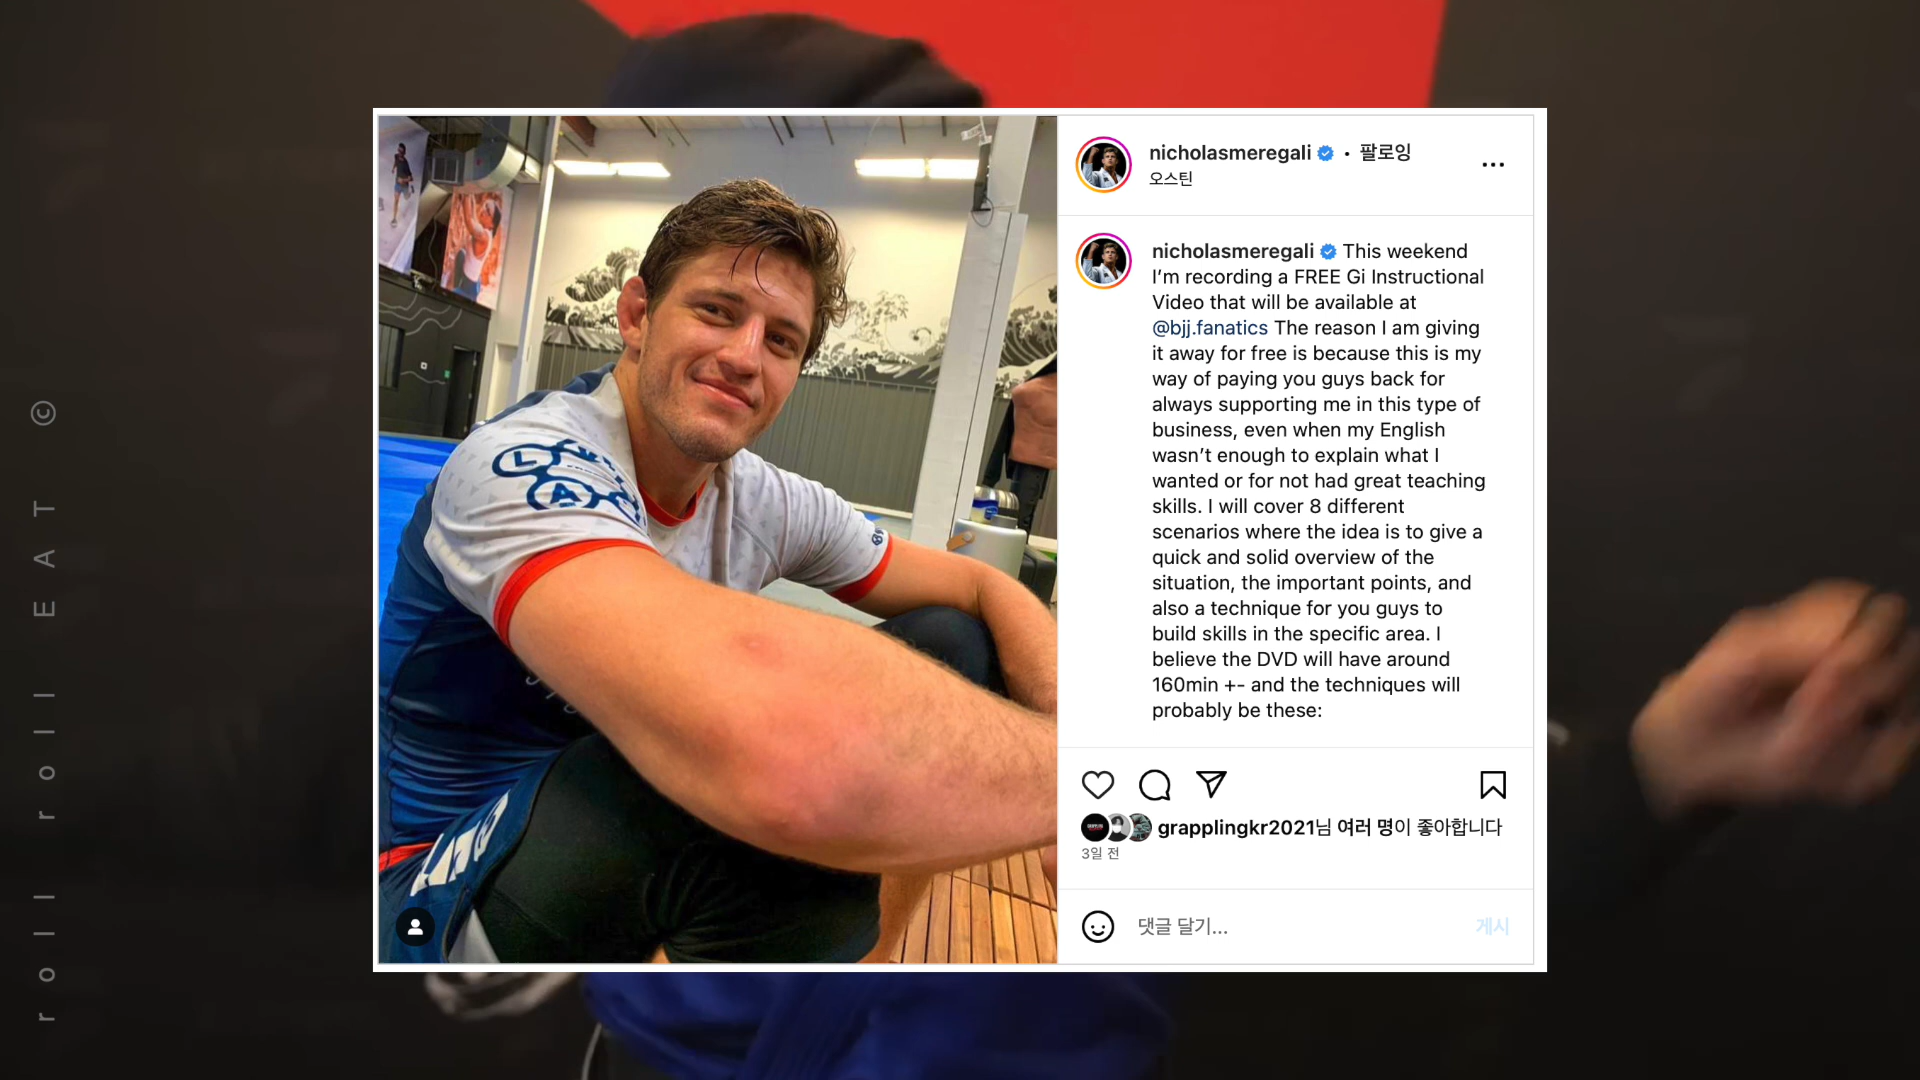 roll roll EAT ©
L
A
nicholasmeregali • 팔로잉
오스틴
nicholasmeregali This weekend
I’m recording a FREE Gi Instructional
Video that will be available at
@bjj.fanatics The reason I am giving
it away for free is because this is my
way of paying you guys back for
always supporting me in this type of
business, even when my English
wasn’t enough to explain what I
wanted or for not had great teaching
skills. I will cover 8 different
scenarios where the idea is to give a
quick and solid overview of the
situation, the important points, and
also a technique for you guys to
build skills in the specific area. I
believe the DVD will have around
160min +- and the techniques will
probably be these:
grapplingkr2021님 여러 명이 좋아합니다
3일 전
댓글 달기...
게시